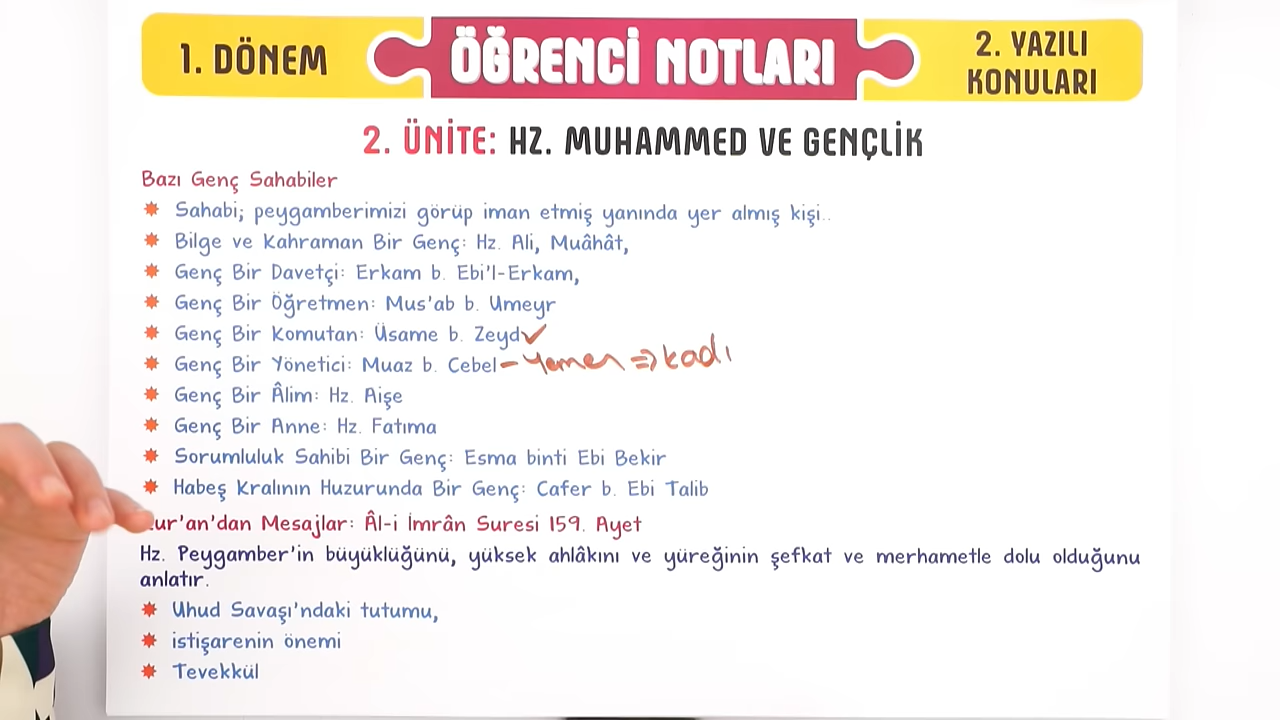 1. DÖNEM
ÖĞRENCİ NOTLARI
2. YAZILI
KONULARI
2. ÜNİTE: HZ. MUHAMMED VE GENÇLİK
Bazı Genç Sahabiler
Sahabi; peygamberimizi görüp iman etmiş yanında yer almış kişi..
Bilge ve Kahraman Bir Genç: Hz. Ali, Muâhât,
Genç Bir Davetçi: Erkam b. Ebi'l-Erkam,
Genç Bir Öğretmen: Mus'ab b. Umeyr
Genç Bir Komutan: Üsame b. Zeyd ✓
Genç Bir Yönetici: Muaz b. Cebel - Yemen ⇒ kadı
Genç Bir Âlim: Hz. Aişe
Genç Bir Anne: Hz. Fatıma
Sorumluluk Sahibi Bir Genç: Esma binti Ebi Bekir
Habeş Kralının Huzurunda Bir Genç: Cafer b. Ebi Talib
ur'an'dan Mesajlar: Âl-i İmrân Suresi 159. Ayet
Hz. Peygamber'in büyüklüğünü, yüksek ahlâkını ve yüreğinin şefkat ve merhametle dolu olduğunu
anlatır.
Uhud Savaşı'ndaki tutumu,
istişarenin önemi
Tevekkül